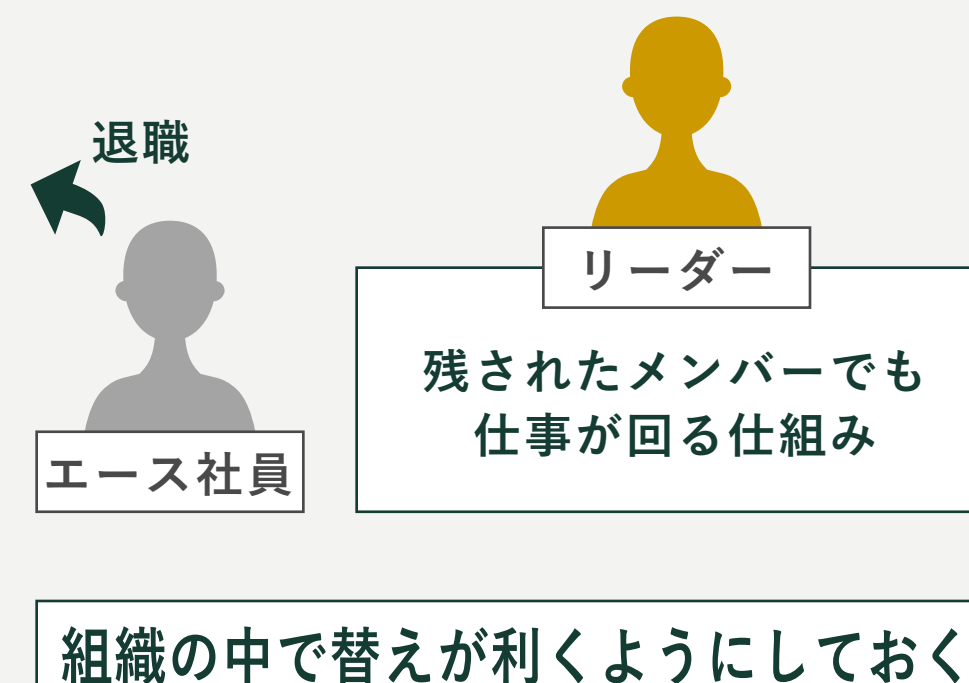 退職
リーダー
残されたメンバーでも
仕事が回る仕組み
エース社員
組織の中で替えが利くようにしておく